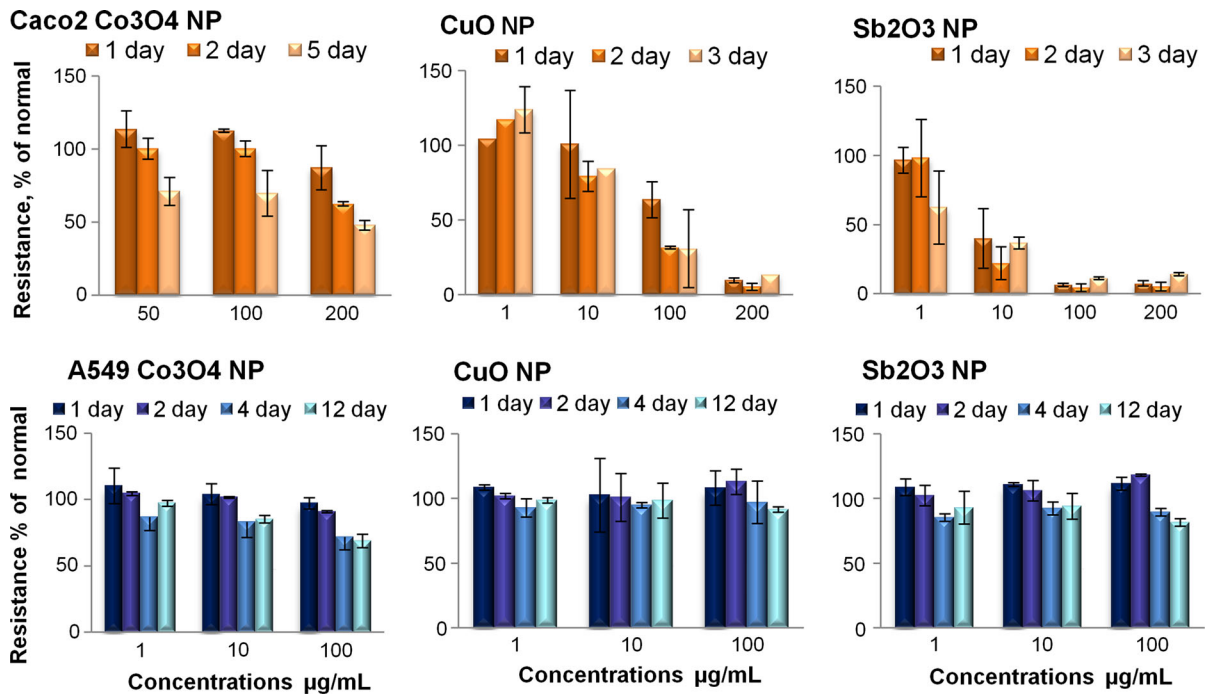 Caco2 Co3O4 NP
1 day 2 day 5 day
Resistance, % of normal
150
100
50
0
50 100 200
CuO NP
1 day 2 day 3 day
150
100
50
0
1 10 100 200
Sb2O3 NP
1 day 2 day 3 day
150
100
50
0
1 10 100 200
A549 Co3O4 NP
1 day 2 day 4 day 12 day
Resistance % of normal
150
100
50
0
1 10 100
Concentrations µg/mL
CuO NP
1 day 2 day 4 day 12 day
150
100
50
0
1 10 100
Concentrations µg/mL
Sb2O3 NP
1 day 2 day 4 day 12 day
150
100
50
0
1 10 100
Concentrations µg/mL